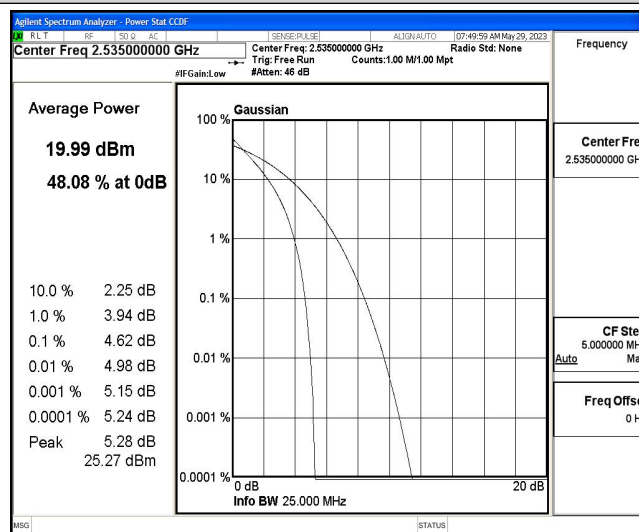 Agilent Spectrum Analyzer - Power Stat CCDF
LXI RL T RF 50 Ω AC SENSE:PULSE ALIGN AUTO 07:49:59 AM May 29, 2023
Center Freq 2.535000000 GHz
Center Freq: 2.535000000 GHz Radio Std: None
Trig: Free Run Counts:1.00 M/1.00 Mpt
#IFGain:Low #Atten: 46 dB
Frequency
Average Power
19.99 dBm
48.08 % at 0dB
10.0 % 2.25 dB
1.0 % 3.94 dB
0.1 % 4.62 dB
0.01 % 4.98 dB
0.001 % 5.15 dB
0.0001 % 5.24 dB
Peak 5.28 dB
25.27 dBm
Gaussian
100 %
10 %
1 %
0.1 %
0.01 %
0.001 %
0.0001 %
0 dB 20 dB
Info BW 25.000 MHz
Center Fre
2.535000000 GH
CF Ste
5.000000 MH
Auto Ma
Freq Offse
0 H
MSG STATUS